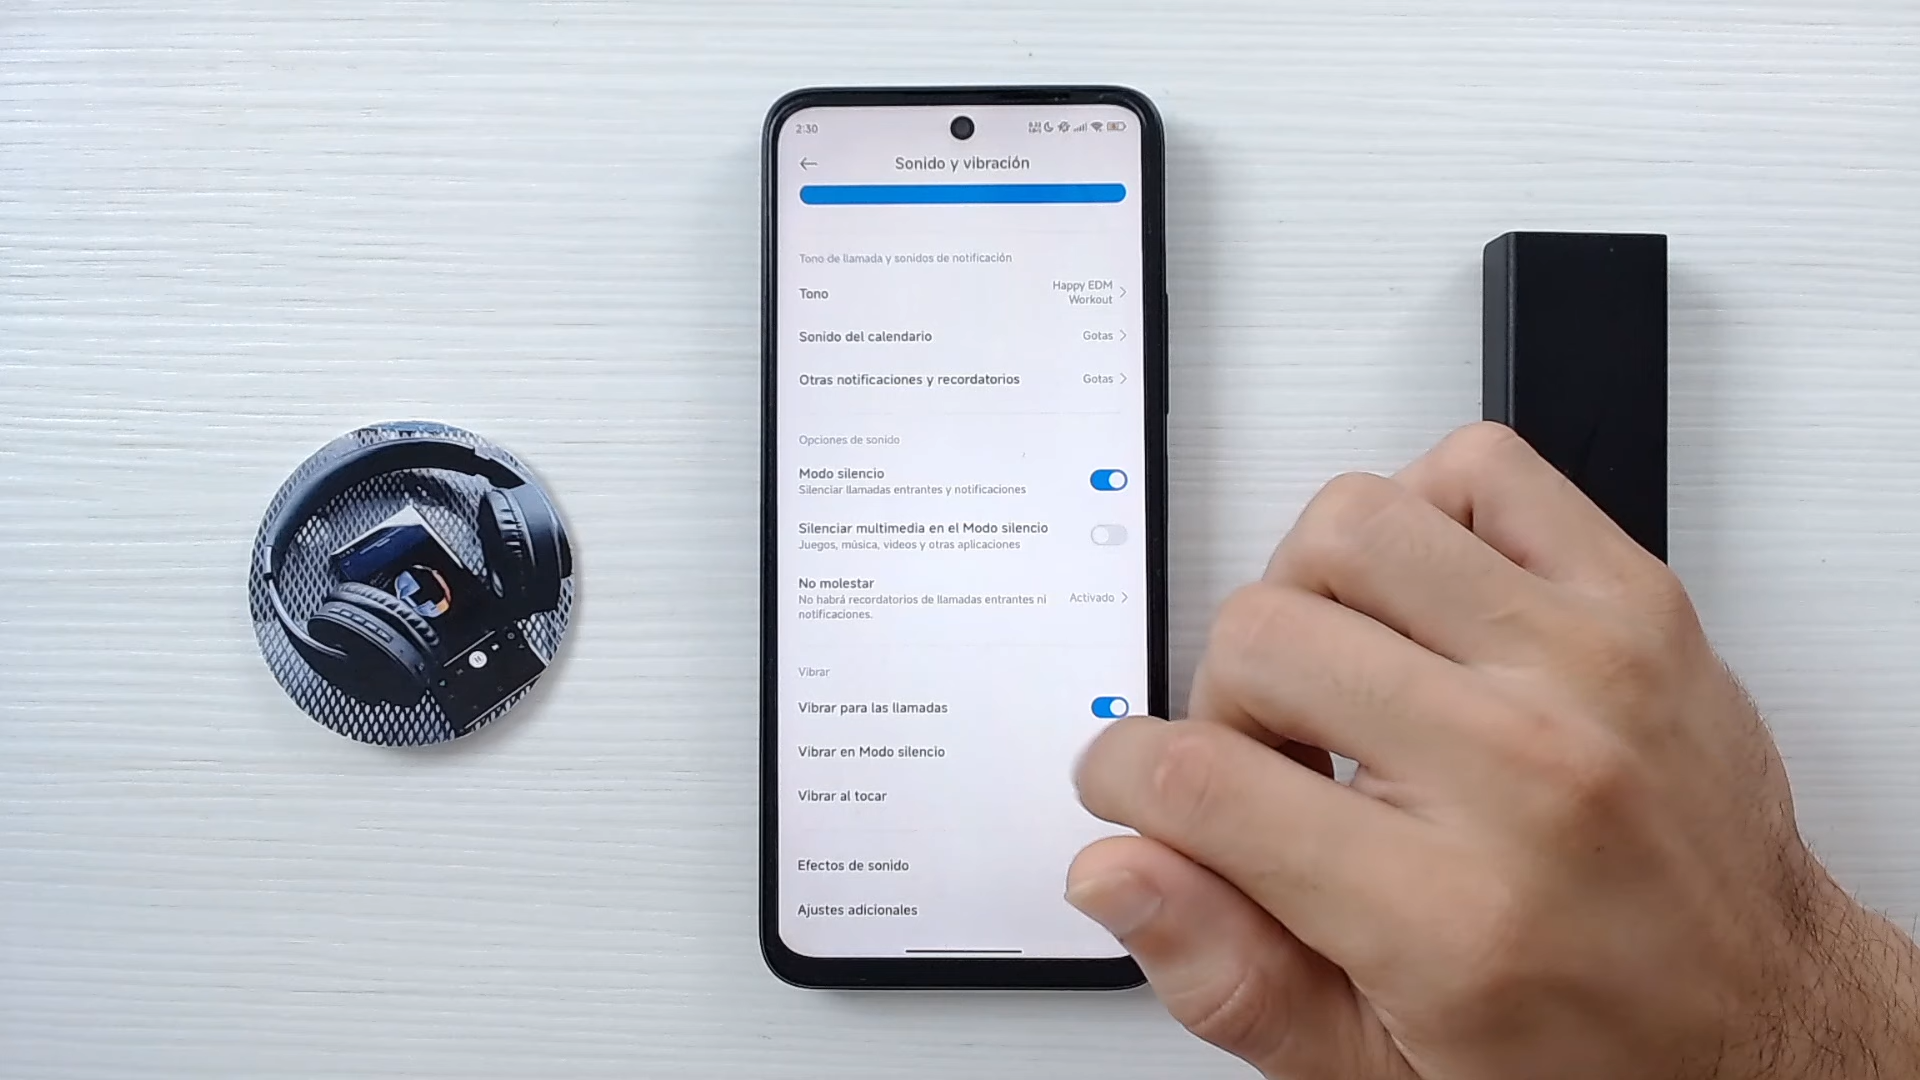 2:30
Sonido y vibración
Tono de llamada y sonidos de notificación
Tono
Happy EDM
Workout
Sonido del calendario
Gotas
Otras notificaciones y recordatorios
Gotas
Opciones de sonido
Modo silencio
Silenciar llamadas entrantes y notificaciones
Silenciar multimedia en el Modo silencio
Juegos, música, videos y otras aplicaciones
No molestar
No habrá recordatorios de llamadas entrantes ni
notificaciones.
Activado
Vibrar
Vibrar para las llamadas
Vibrar en Modo silencio
Vibrar al tocar
Efectos de sonido
Ajustes adicionales